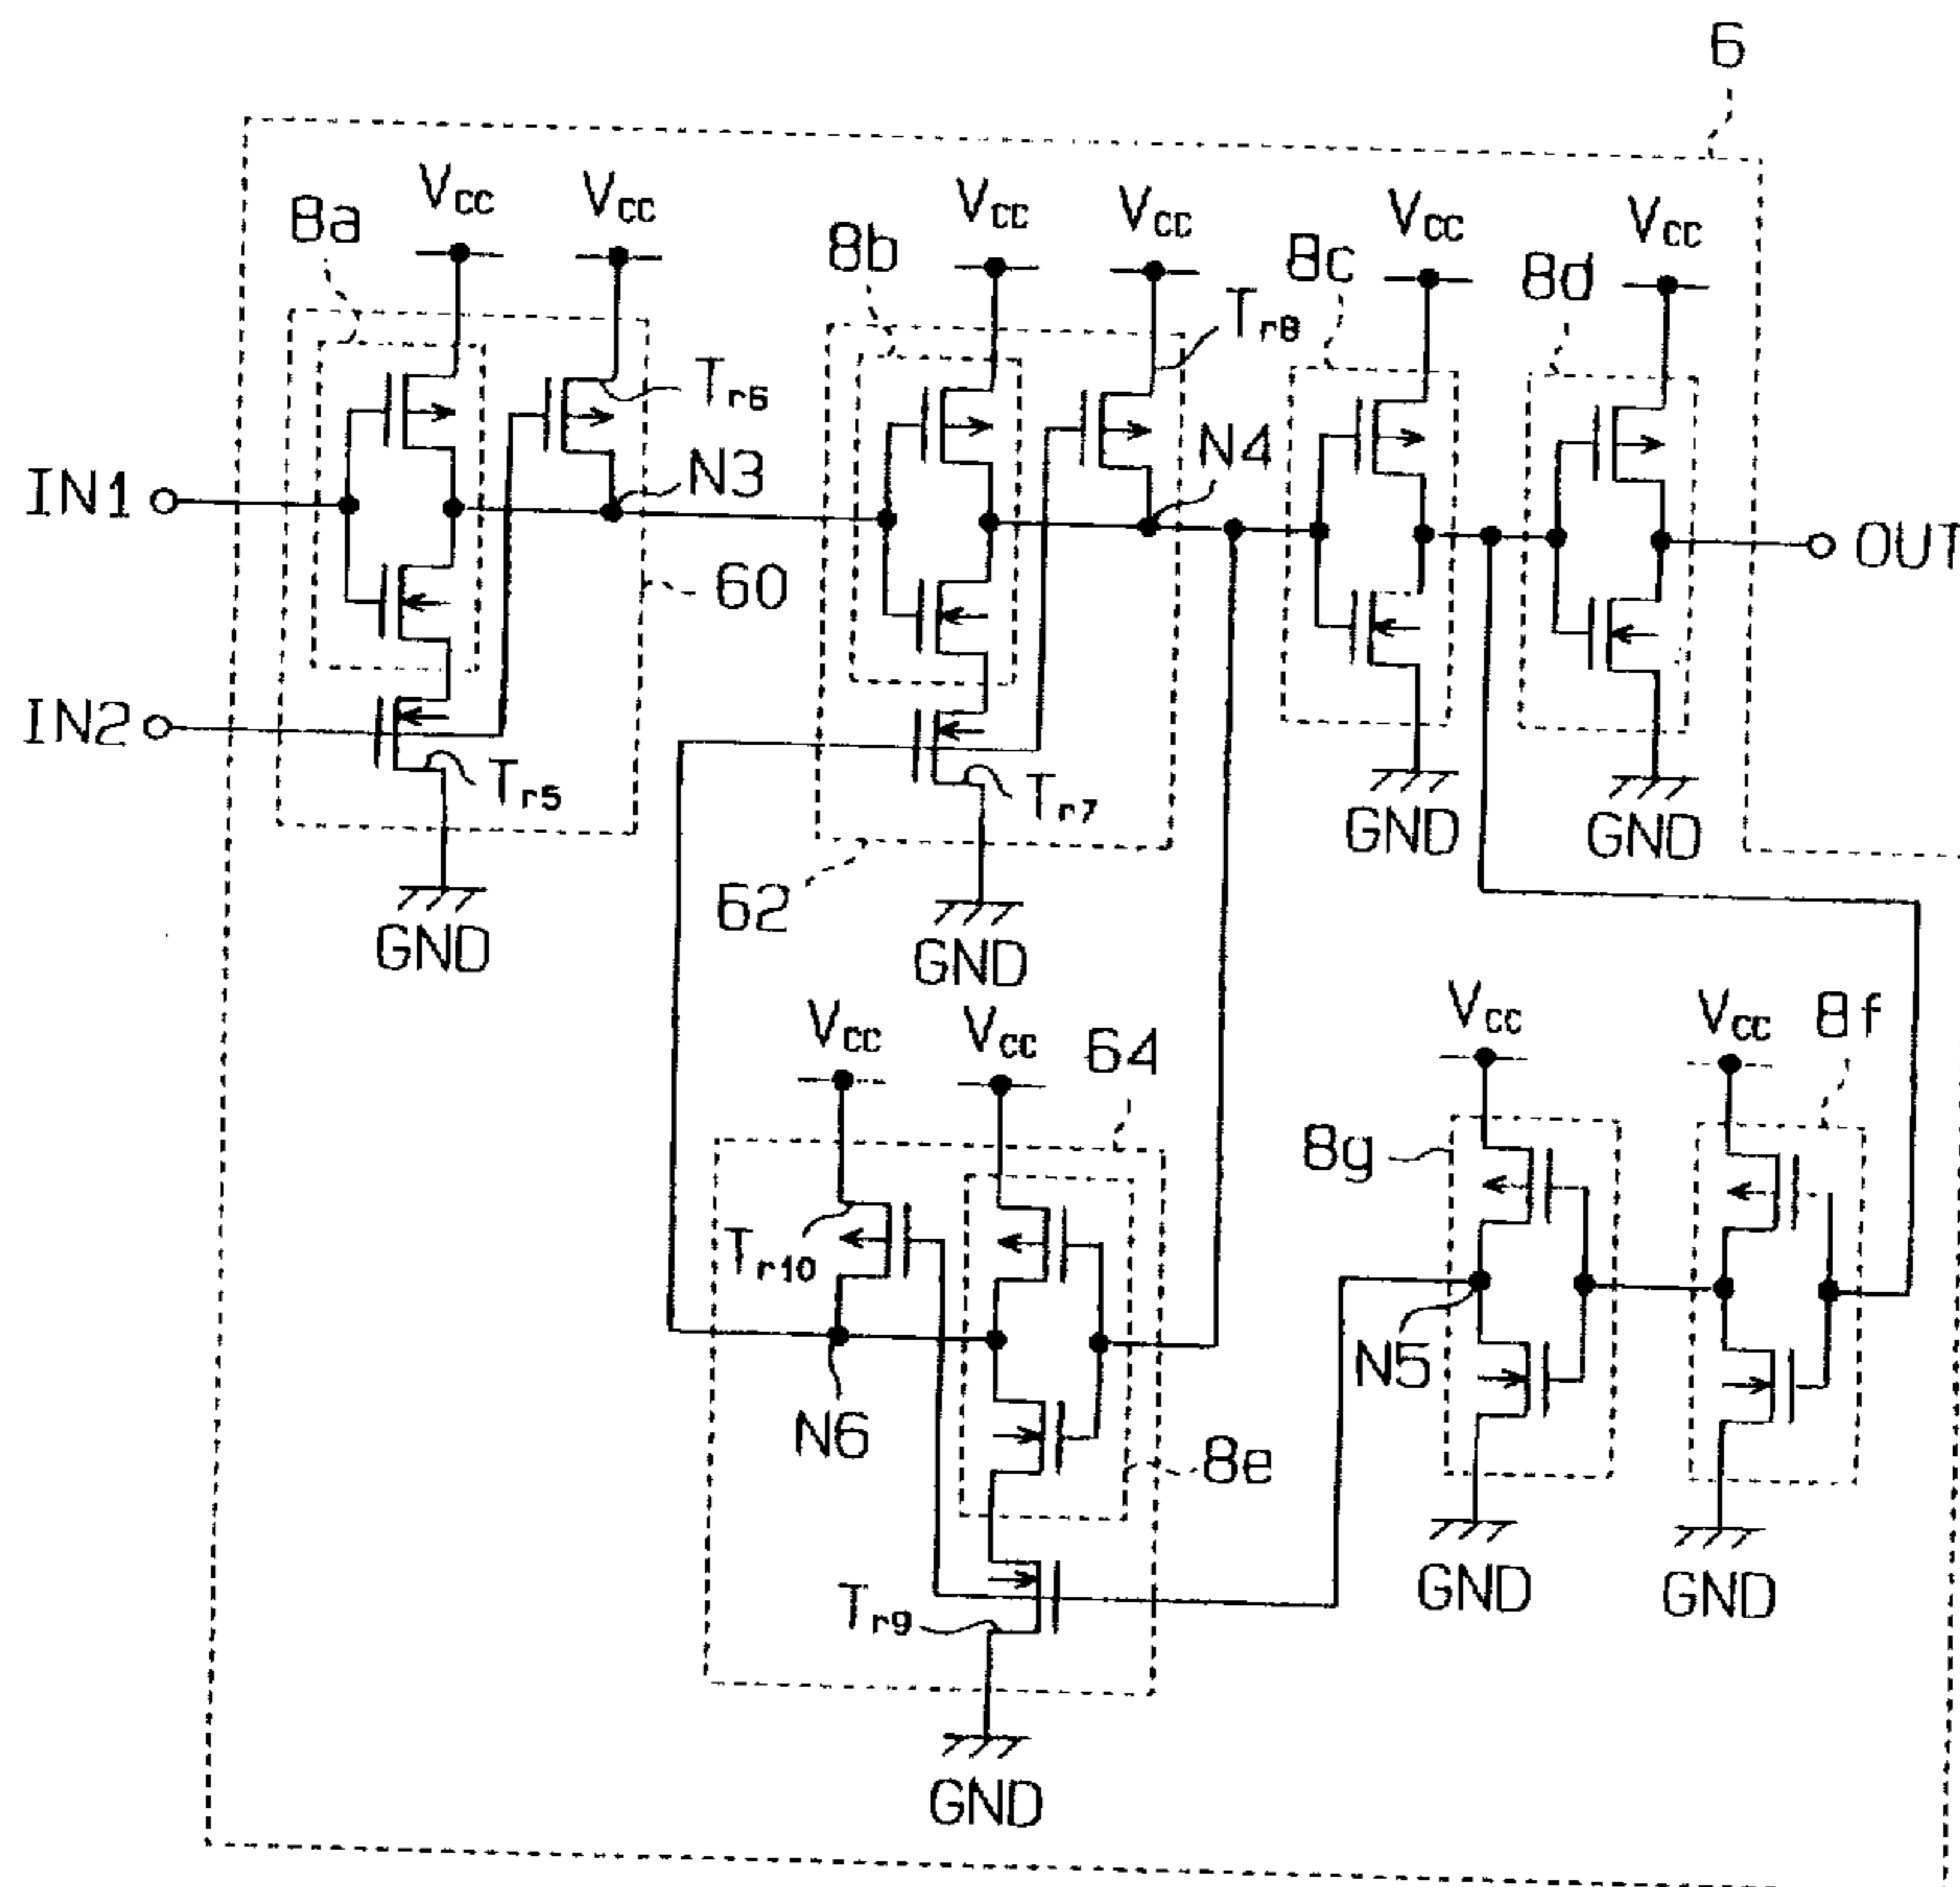 6
Vcc Vcc Vcc Vcc Vcc Vcc
8a 8b 8c 8d
Tr6 Tr8
IN1 N3 N4 OUT
60
IN2 Tr5 Tr7
GND GND
62
GND GND
Vcc Vcc 64 Vcc Vcc 8f
8g
Tr10
N5
N6 8e
Tr9 GND GND
GND